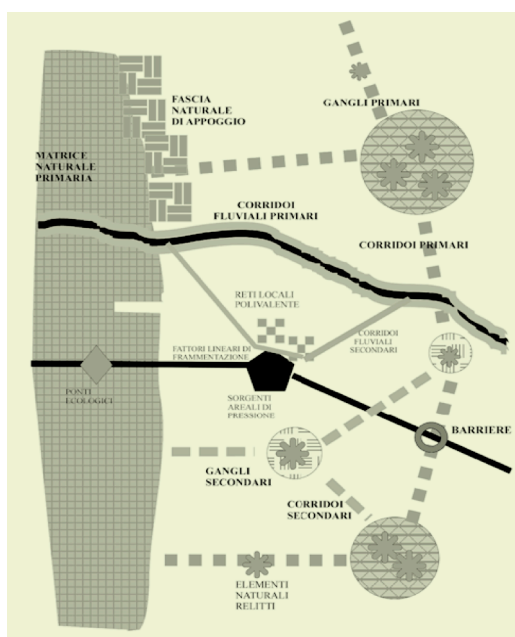 FASCIA
NATURALE
DI APPOGGIO
GANGLI PRIMARI
MATRICE
NATURALE
PRIMARIA
CORRIDOI
FLUVIALI PRIMARI
CORRIDOI PRIMARI
RETI LOCALI
POLIVALENTE
FATTORI LINEARI DI
FRAMMENTAZIONE
CORRIDOI
FLUVIALI
SECONDARI
PONTI
ECOLOGICI
SORGENTI
AREALI DI
PRESSIONE
BARRIERE
GANGLI
SECONDARI
CORRIDOI
SECONDARI
ELEMENTI
NATURALI
RELITTI